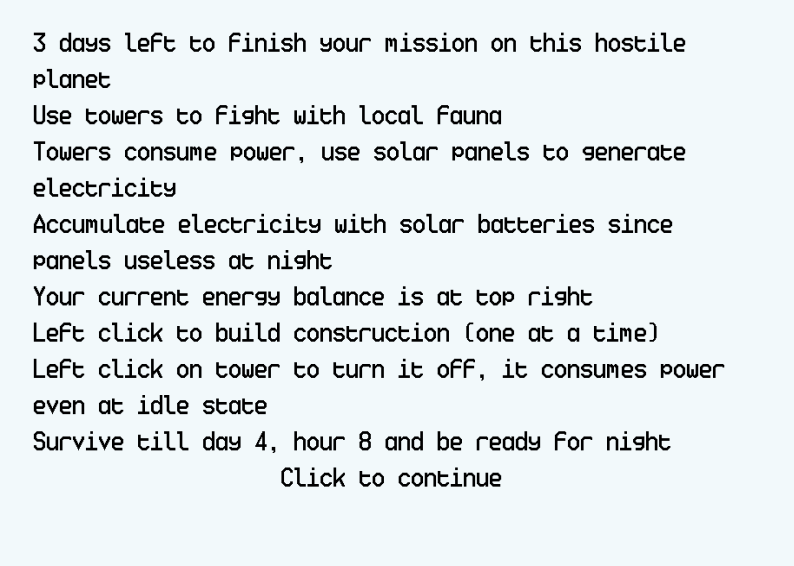 3 days left to finish your mission on this hostile
planet
Use towers to fight with local fauna
Towers consume power, use solar panels to generate
electricity
Accumulate electricity with solar batteries since
panels useless at night
Your current energy balance is at top right
Left click to build construction (one at a time)
Left click on tower to turn it off, it consumes power
even at idle state
Survive till day 4, hour 8 and be ready for night
Click to continue